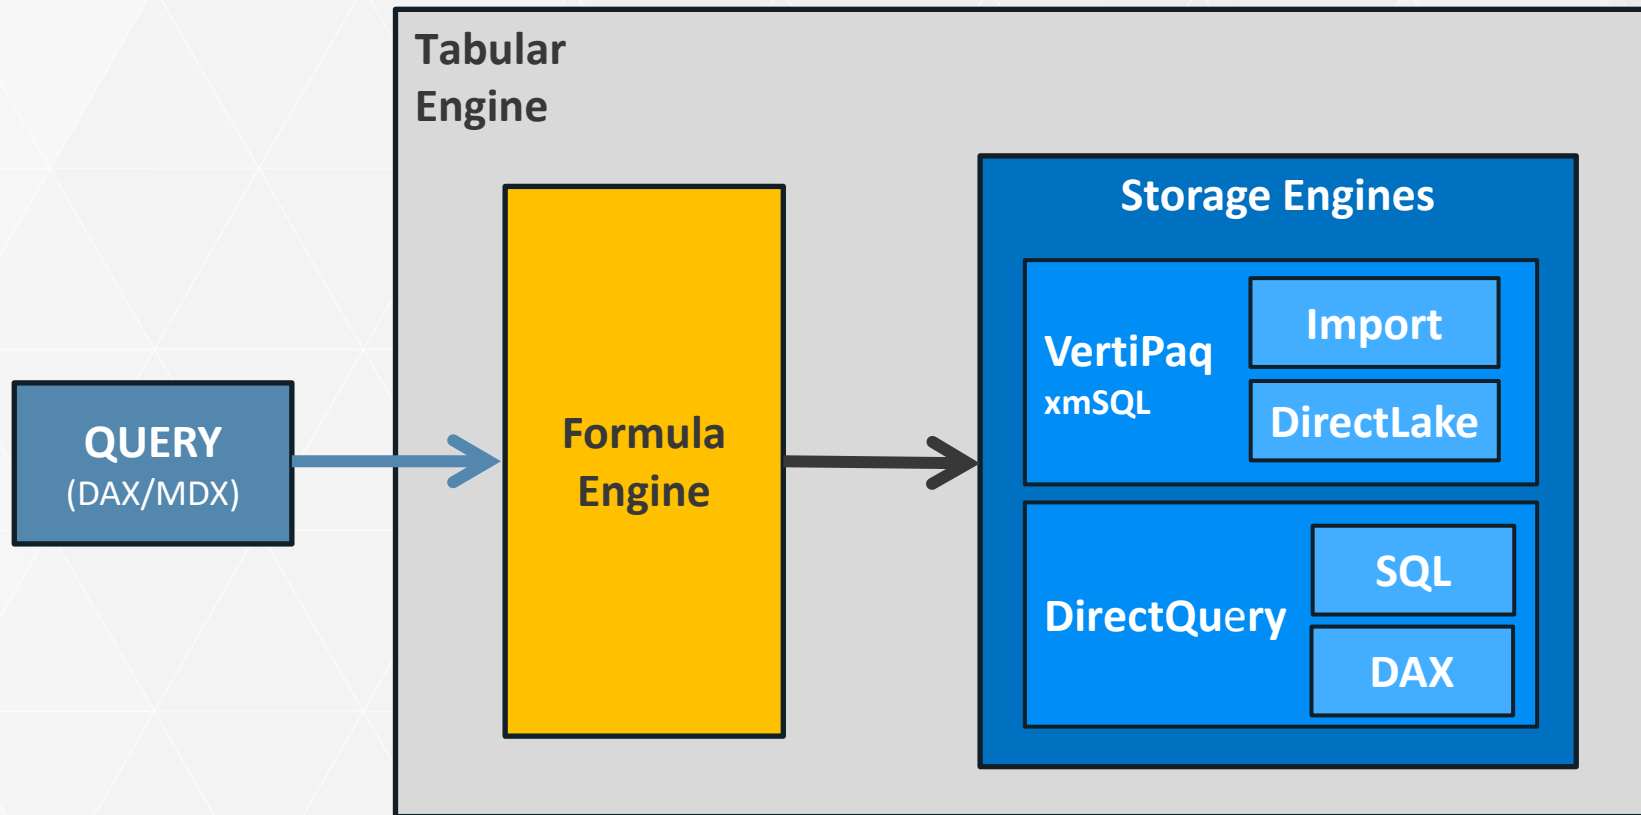 Tabular
Engine
QUERY
(DAX/MDX)
Formula
Engine
Storage Engines
VertiPaq
xmSQL
Import
DirectLake
DirectQuery
SQL
DAX